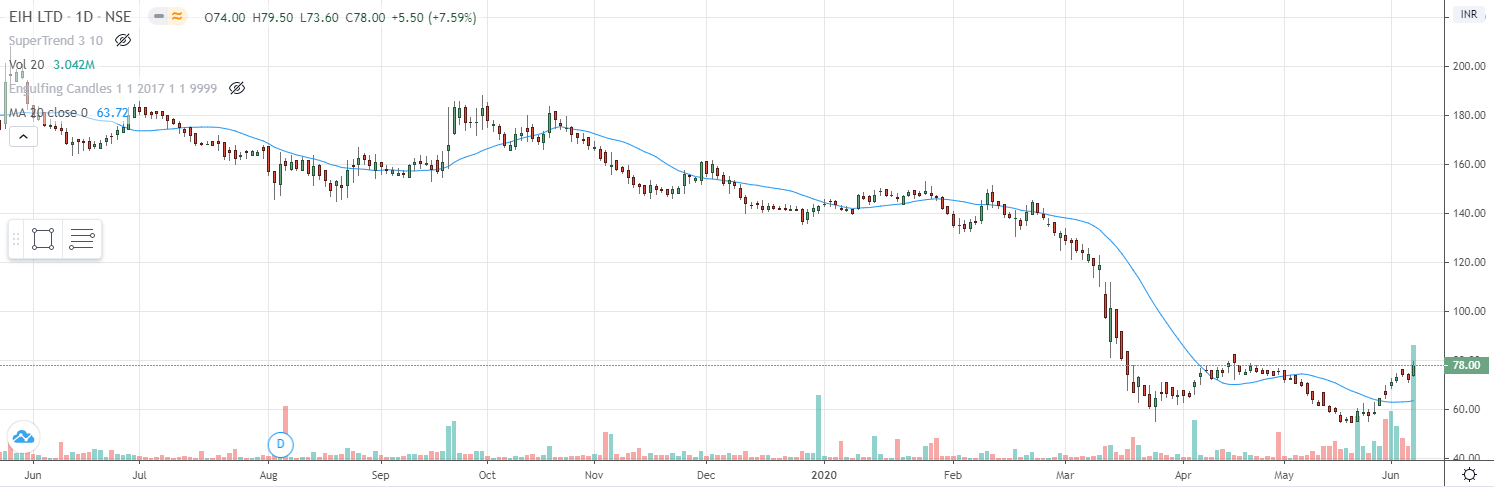 EIH LTD · 1D · NSE O74.00 H79.50 L73.60 C78.00 +5.50 (+7.59%)
INR
SuperTrend 3 10
Vol 20 3.042M
Engulfing Candles 1 1 2017 1 1 9999
MA 20 close 0 63.72
200.00
180.00
160.00
140.00
120.00
100.00
80.00
78.00
60.00
40.00
D
Jun Jul Aug Sep Oct Nov Dec 2020 Feb Mar Apr May Jun